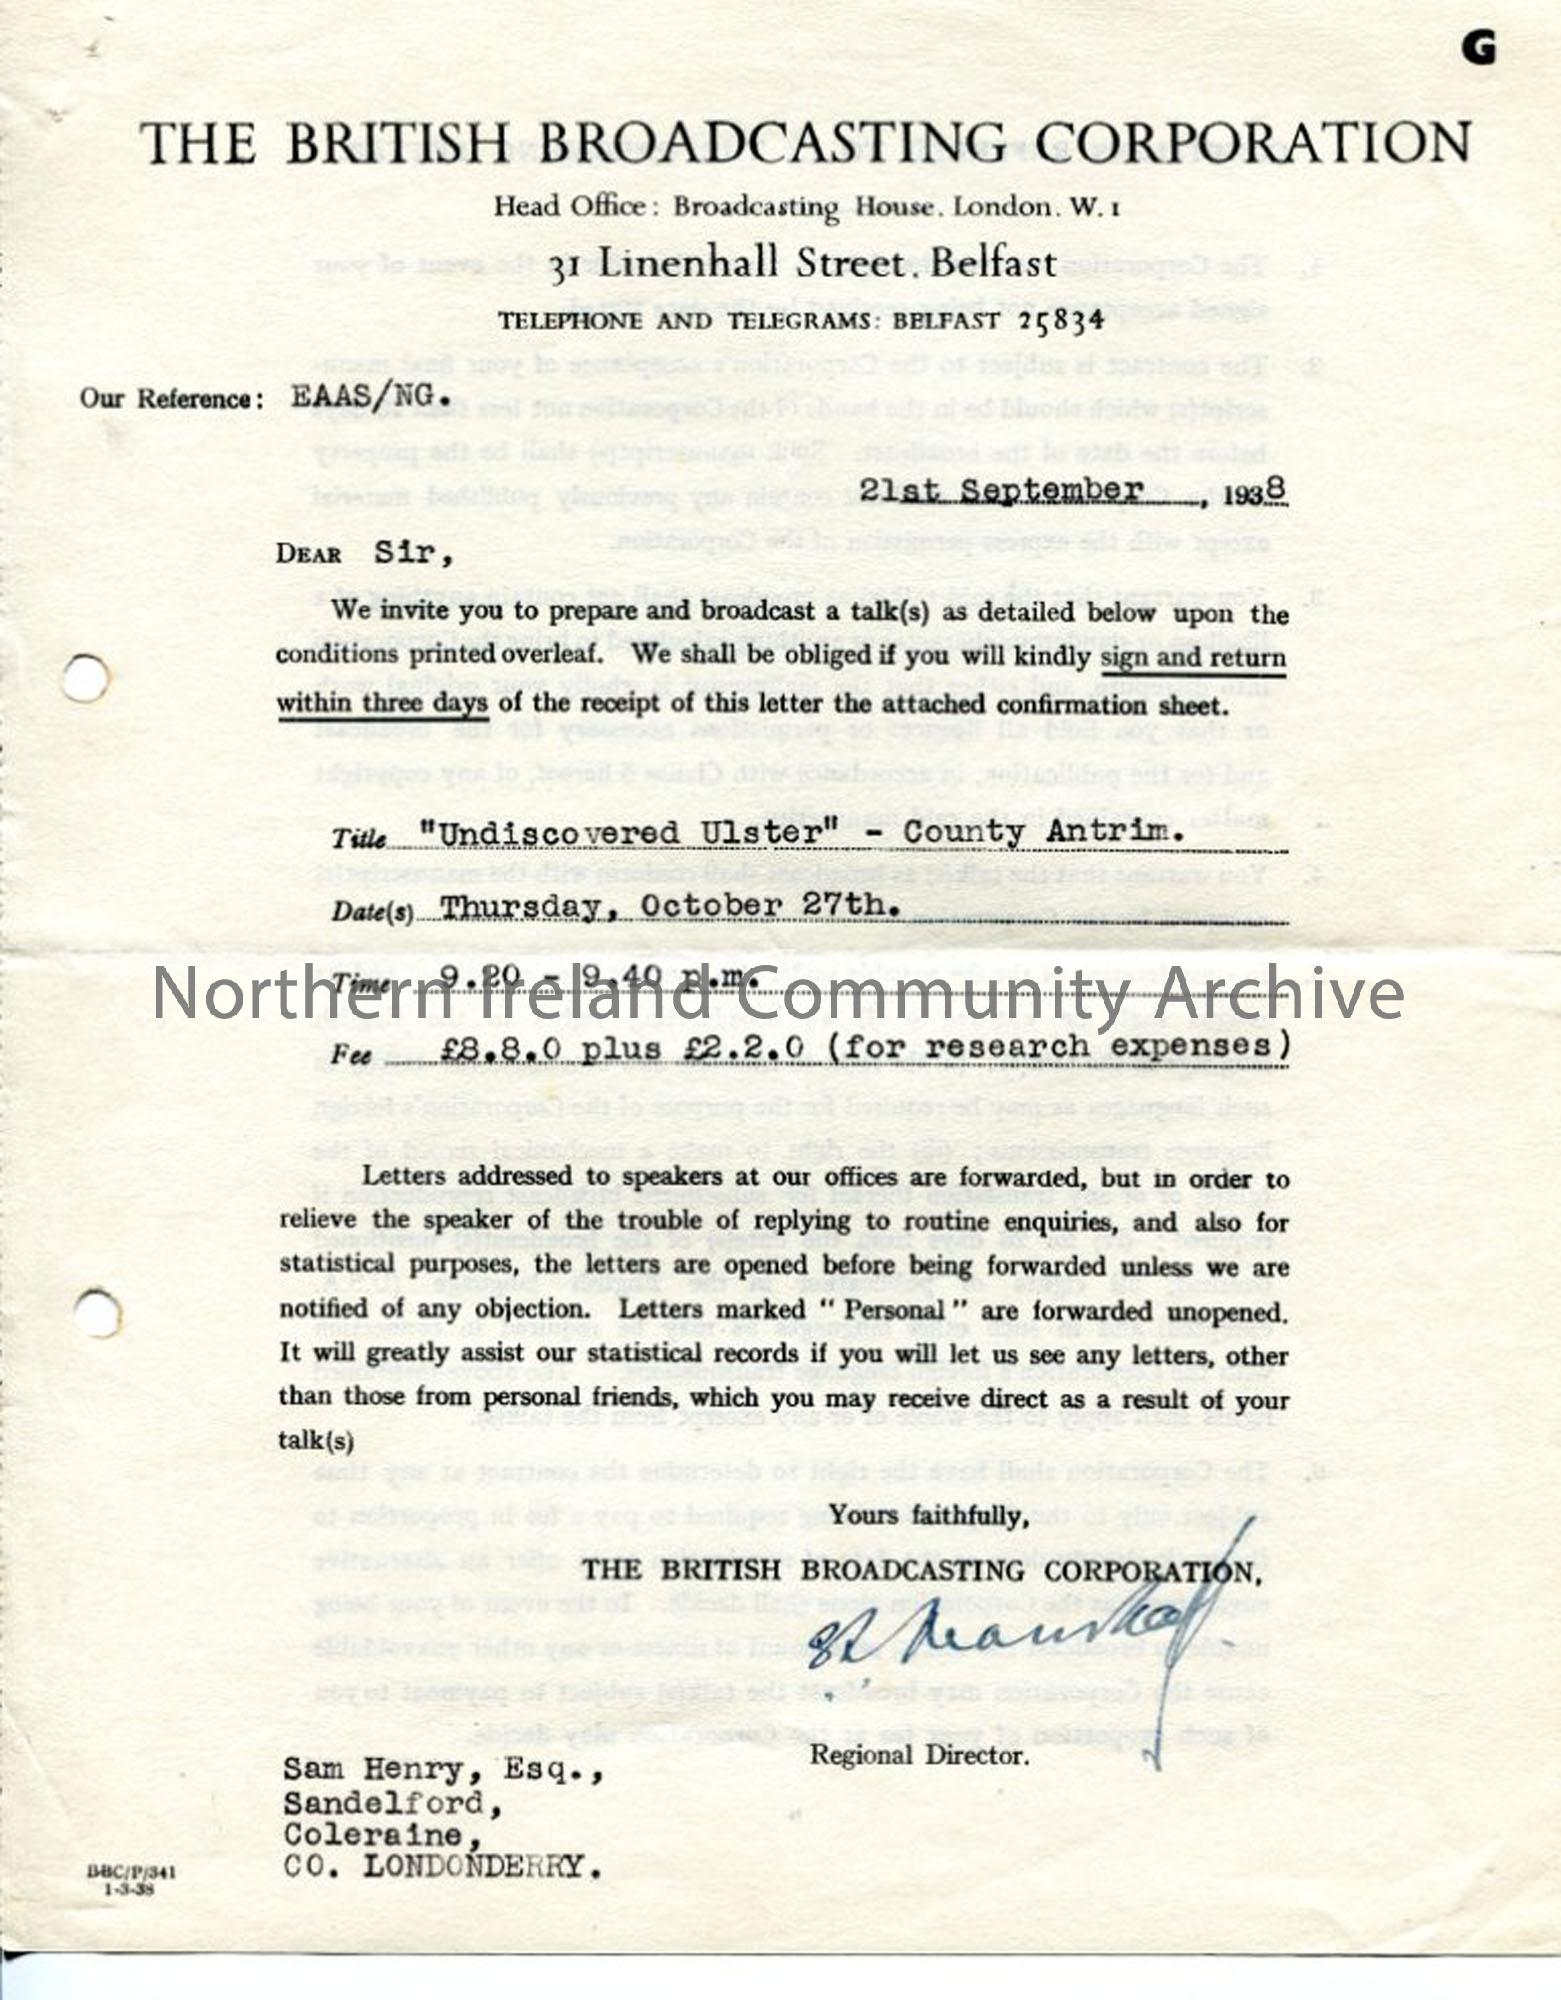 G
THE BRITISH BROADCASTING CORPORATION
Head Office: Broadcasting House. London. W. 1
31 Linenhall Street. Belfast
TELEPHONE AND TELEGRAMS: BELFAST 25834
Our Reference: EAAS/NG.
21st September, 1938
DEAR Sir,
We invite you to prepare and broadcast a talk(s) as detailed below upon the
conditions printed overleaf. We shall be obliged if you will kindly sign and return
within three days of the receipt of this letter the attached confirmation sheet.
Title "Undiscovered Ulster" - County Antrim.
Date(s) Thursday, October 27th.
Time 9.20 - 9.40 p.m.
Northern Ireland Community Archive
Fee £8.8.0 plus £2.2.0 (for research expenses)
Letters addressed to speakers at our offices are forwarded, but in order to
relieve the speaker of the trouble of replying to routine enquiries, and also for
statistical purposes, the letters are opened before being forwarded unless we are
notified of any objection. Letters marked "Personal" are forwarded unopened.
It will greatly assist our statistical records if you will let us see any letters, other
than those from personal friends, which you may receive direct as a result of your
talk(s)
Yours faithfully,
THE BRITISH BROADCASTING CORPORATION,
Regional Director.
Sam Henry, Esq.,
Sandelford,
Coleraine,
CO. LONDONDERRY.
BBC/P/341
1-3-38